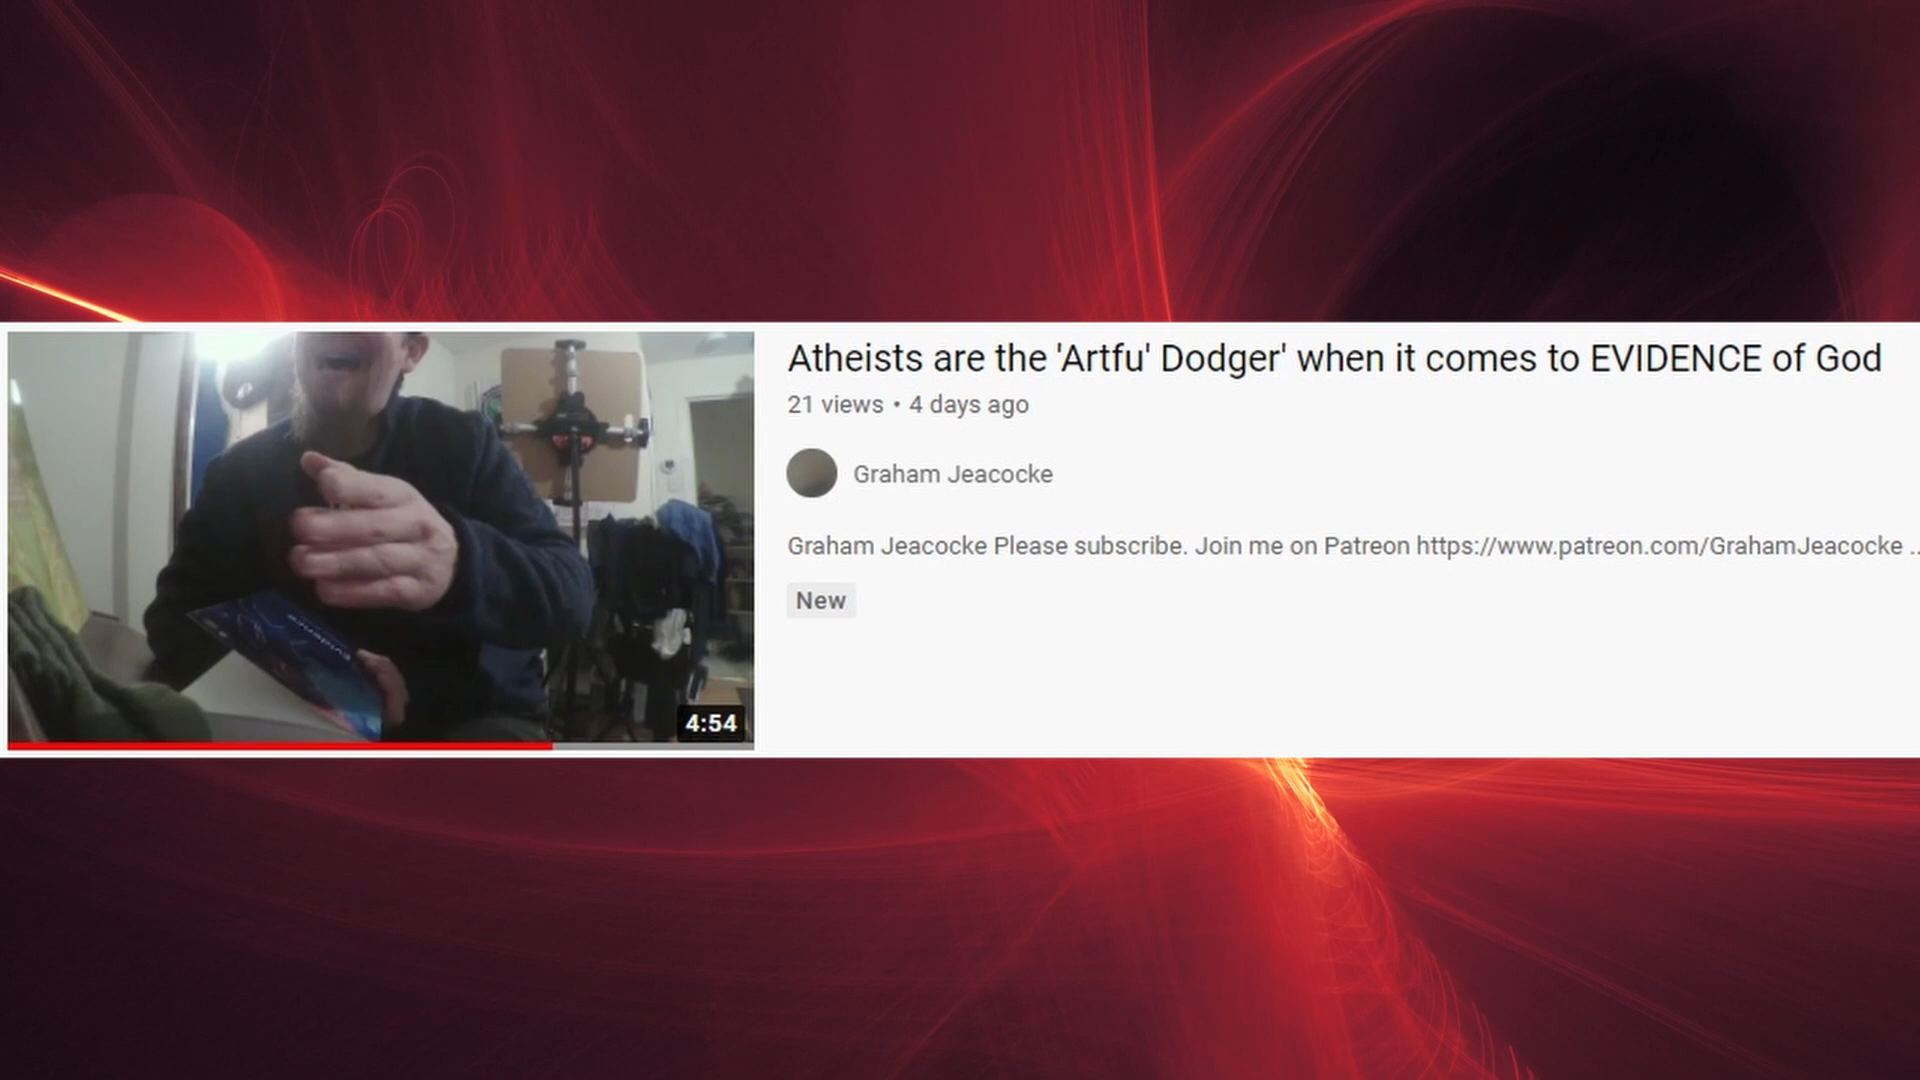 Atheists are the 'Artfu' Dodger' when it comes to EVIDENCE of God
21 views • 4 days ago
Graham Jeacocke
Graham Jeacocke Please subscribe. Join me on Patreon https://www.patreon.com/GrahamJeacocke ...
New
Evidence
4:54